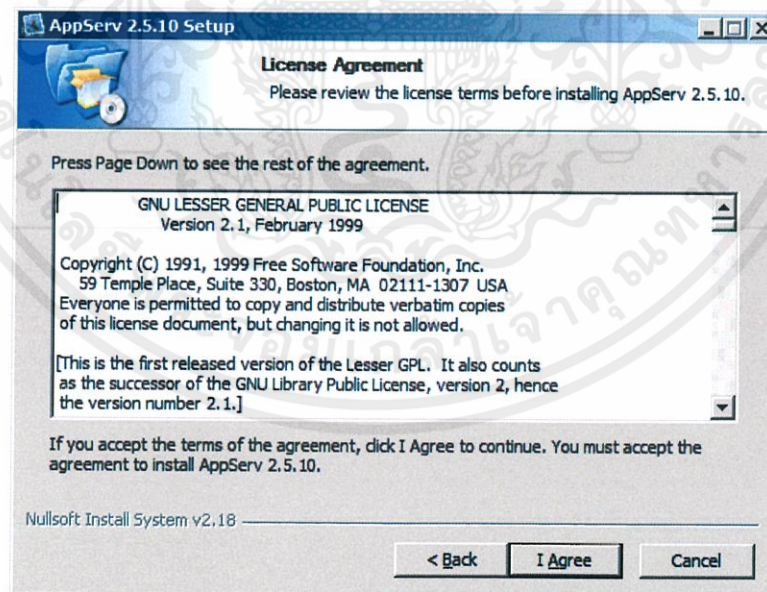 AppServ 2.5.10 Setup
License Agreement
Please review the license terms before installing AppServ 2.5.10.
Press Page Down to see the rest of the agreement.
GNU LESSER GENERAL PUBLIC LICENSE
Version 2.1, February 1999
Copyright (C) 1991, 1999 Free Software Foundation, Inc.
59 Temple Place, Suite 330, Boston, MA 02111-1307 USA
Everyone is permitted to copy and distribute verbatim copies
of this license document, but changing it is not allowed.
[This is the first released version of the Lesser GPL. It also counts
as the successor of the GNU Library Public License, version 2, hence
the version number 2.1.]
If you accept the terms of the agreement, click I Agree to continue. You must accept the
agreement to install AppServ 2.5.10.
Nullsoft Install System v2.18
< Back
I Agree
Cancel